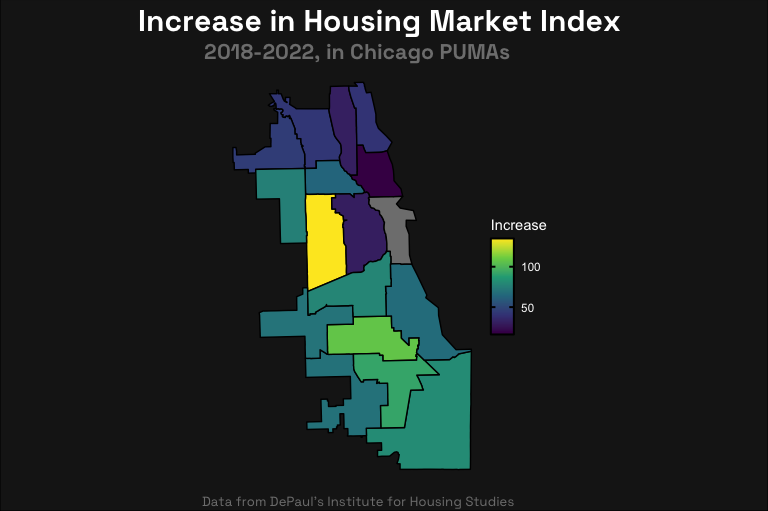 Increase in Housing Market Index
2018-2022, in Chicago PUMAs
Increase
100
50
Data from DePaul's Institute for Housing Studies